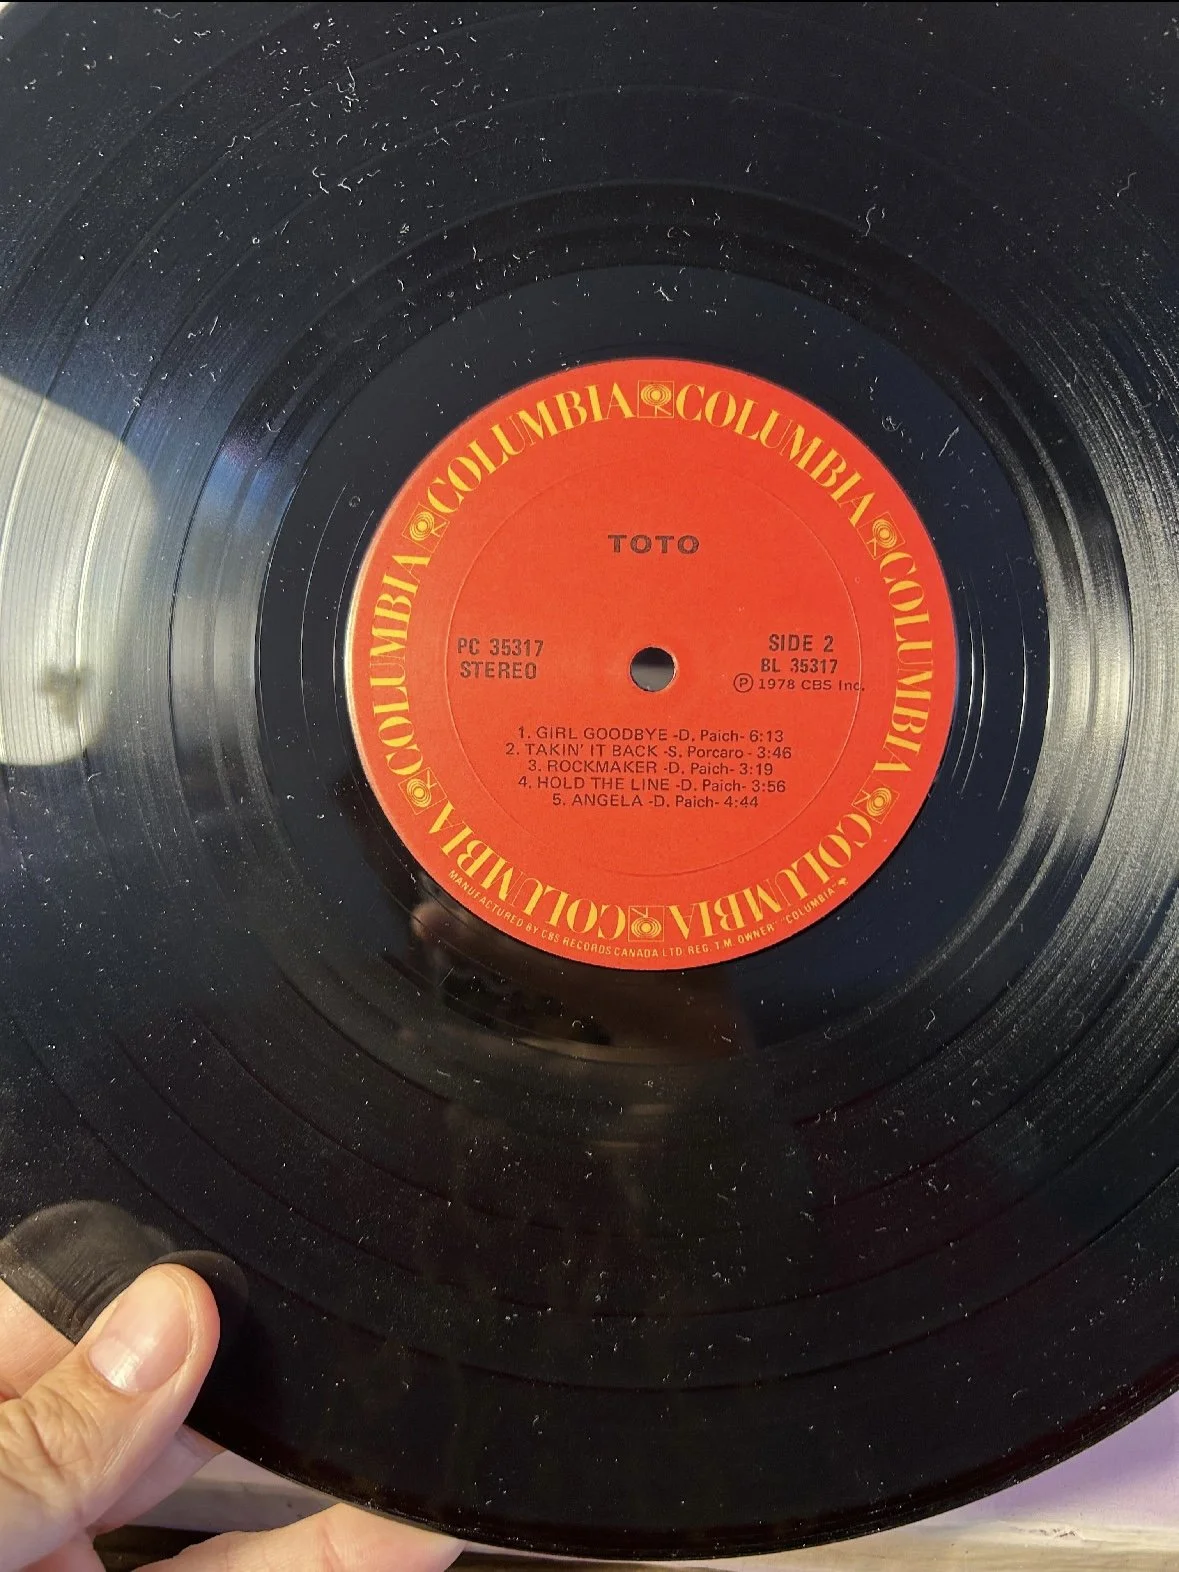 COLUMBIA COLUMBIA COLUMBIA COLUMBIA COLUMBIA COLUMBIA
TOTO
PC 35317
STEREO
SIDE 2
BL 35317
Ⓟ 1978 CBS Inc.
1. GIRL GOODBYE -D. Paich- 6:13
2. TAKIN' IT BACK -S. Porcaro - 3:46
3. ROCKMAKER -D. Paich- 3:19
4. HOLD THE LINE -D. Paich- 3:56
5. ANGELA -D. Paich- 4:44
MANUFACTURED BY CBS RECORDS CANADA LTD. REG. T.M. OWNER "COLUMBIA"